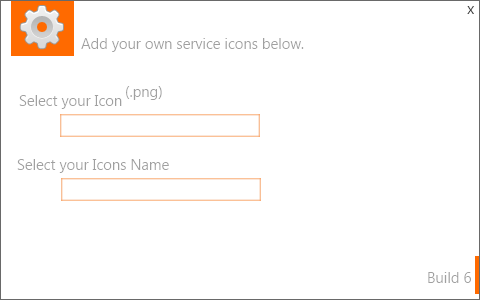 x
Add your own service icons below.
Select your Icon (.png)
Select your Icons Name
Build 6